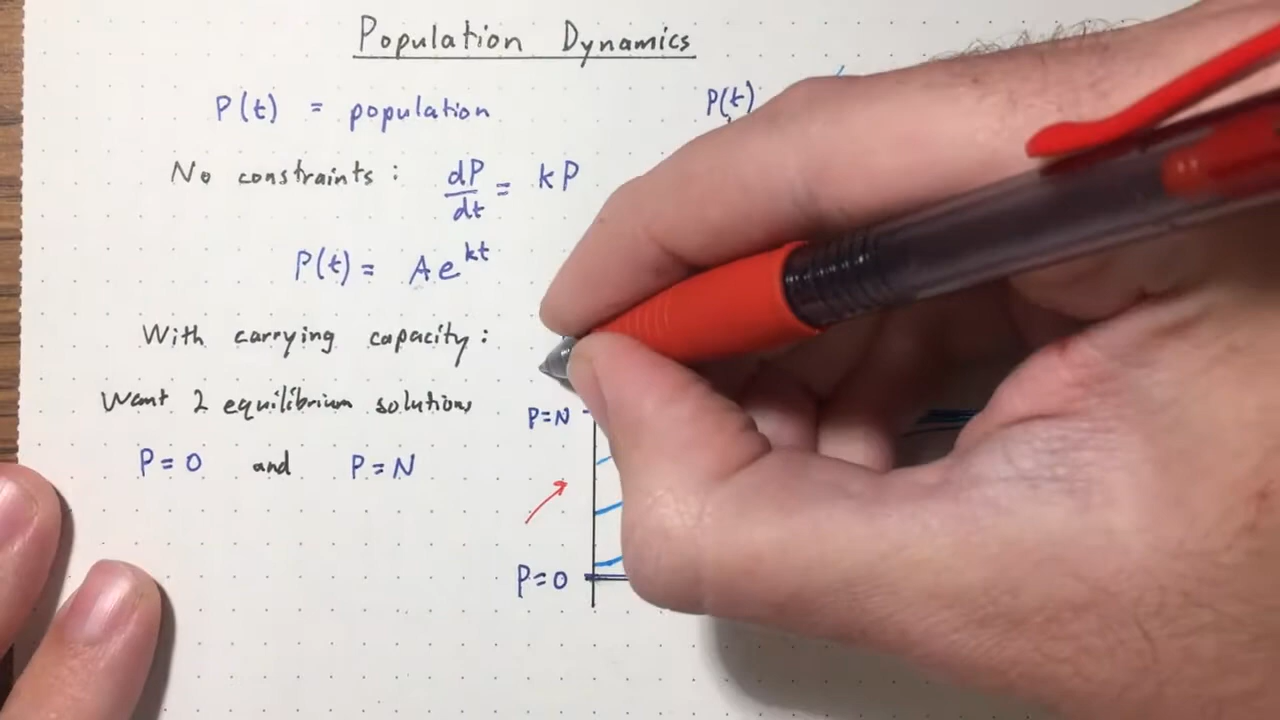 Population Dynamics
P(t) = population
No constraints: dP/dt = kP
P(t) = Ae^kt
With carrying capacity:
Want 2 equilibrium solutions
P=0 and P=N
P(t)
P=N
P=0